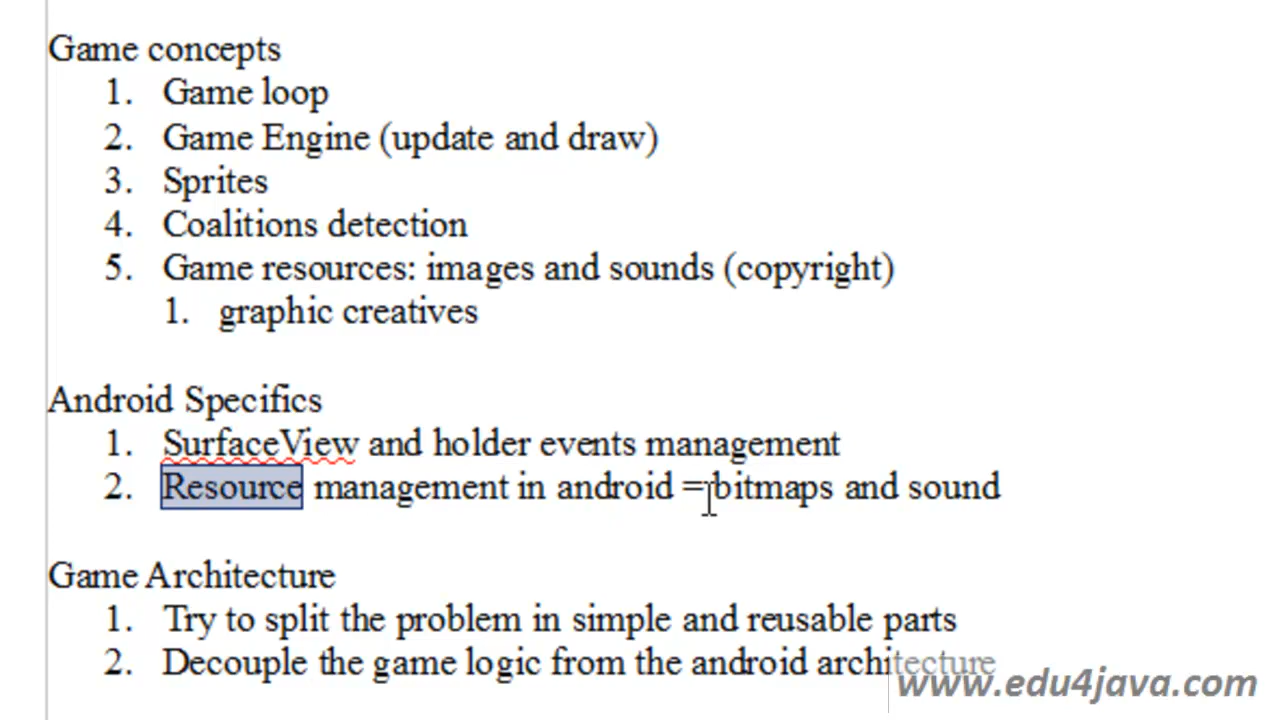 Game concepts
1. Game loop
2. Game Engine (update and draw)
3. Sprites
4. Coalitions detection
5. Game resources: images and sounds (copyright)
1. graphic creatives
Android Specifics
1. SurfaceView and holder events management
2. Resource management in android = bitmaps and sound
Game Architecture
1. Try to split the problem in simple and reusable parts
2. Decouple the game logic from the android architecture
www.edu4java.com